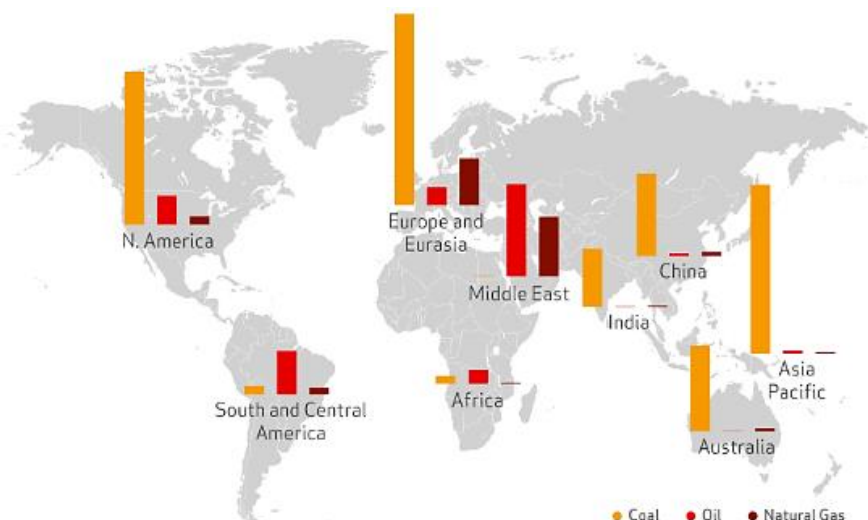 N. America
Europe and
Eurasia
Middle East
China
India
Asia
Pacific
South and Central
America
Africa
Australia
Coal Oil Natural Gas